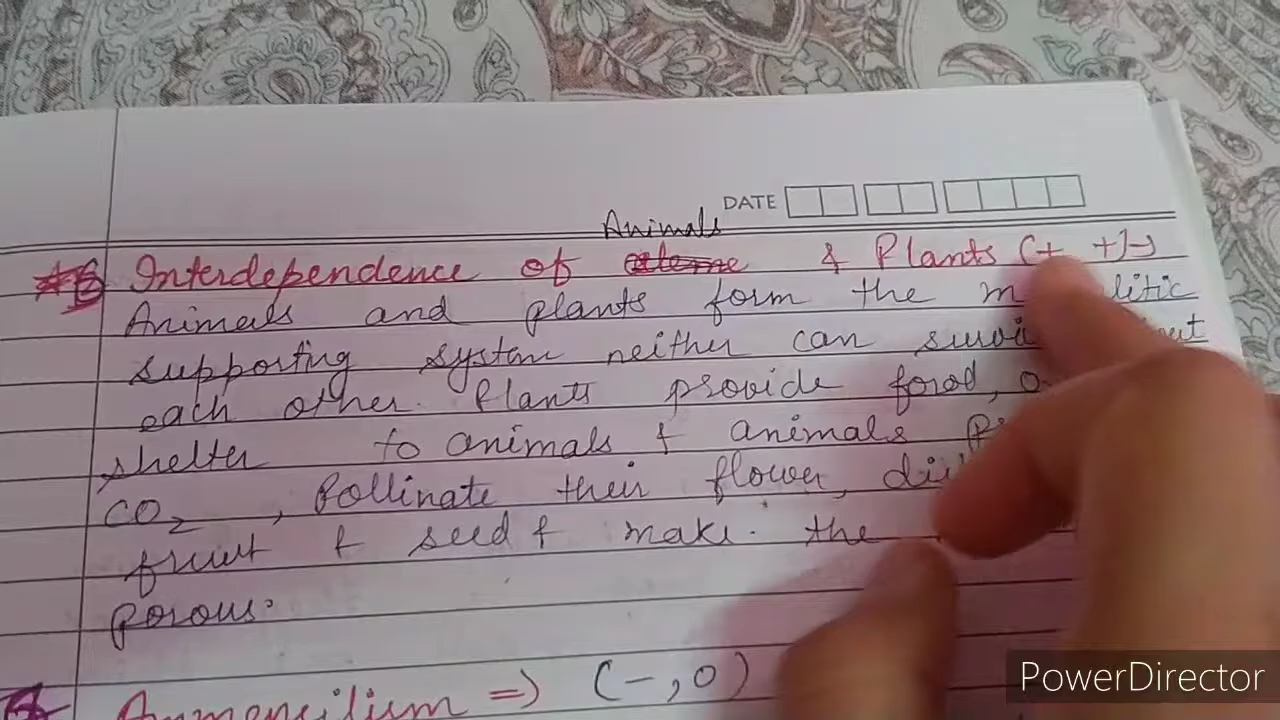 DATE
Animals
Interdependence of & Plants (+ +)→
Animals and plants form the
supporting system neither can
each other. Plants provide food,
shelter to animals & animals
CO2, Pollinate their flower,
fruit & seed & make. the
porous.
Ammensilism ⇒ (-, 0)
PowerDirector